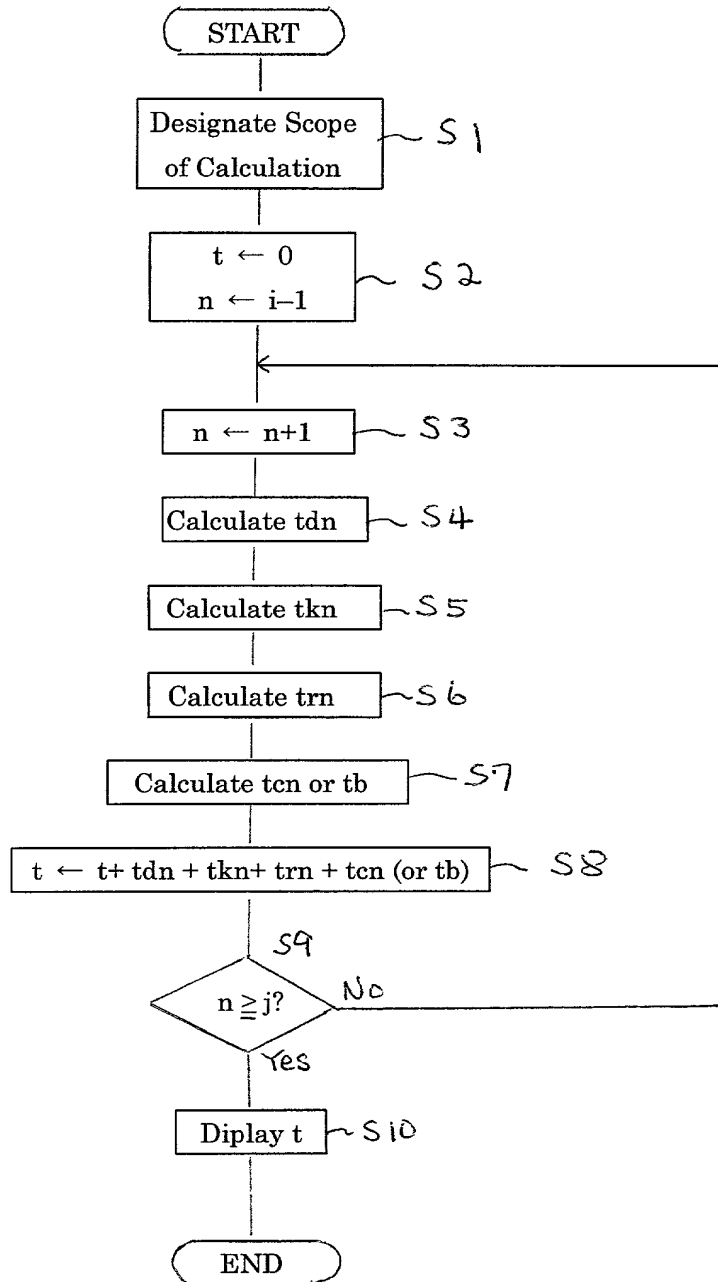 START
Designate Scope
of Calculation
S1
t ← 0
n ← i–1
S2
n ← n+1
S3
Calculate tdn
S4
Calculate tkn
S5
Calculate trn
S6
Calculate tcn or tb
S7
t ← t+ tdn + tkn+ trn + tcn (or tb)
S8
S9
n ≧ j?
No
Yes
Diplay t
S10
END